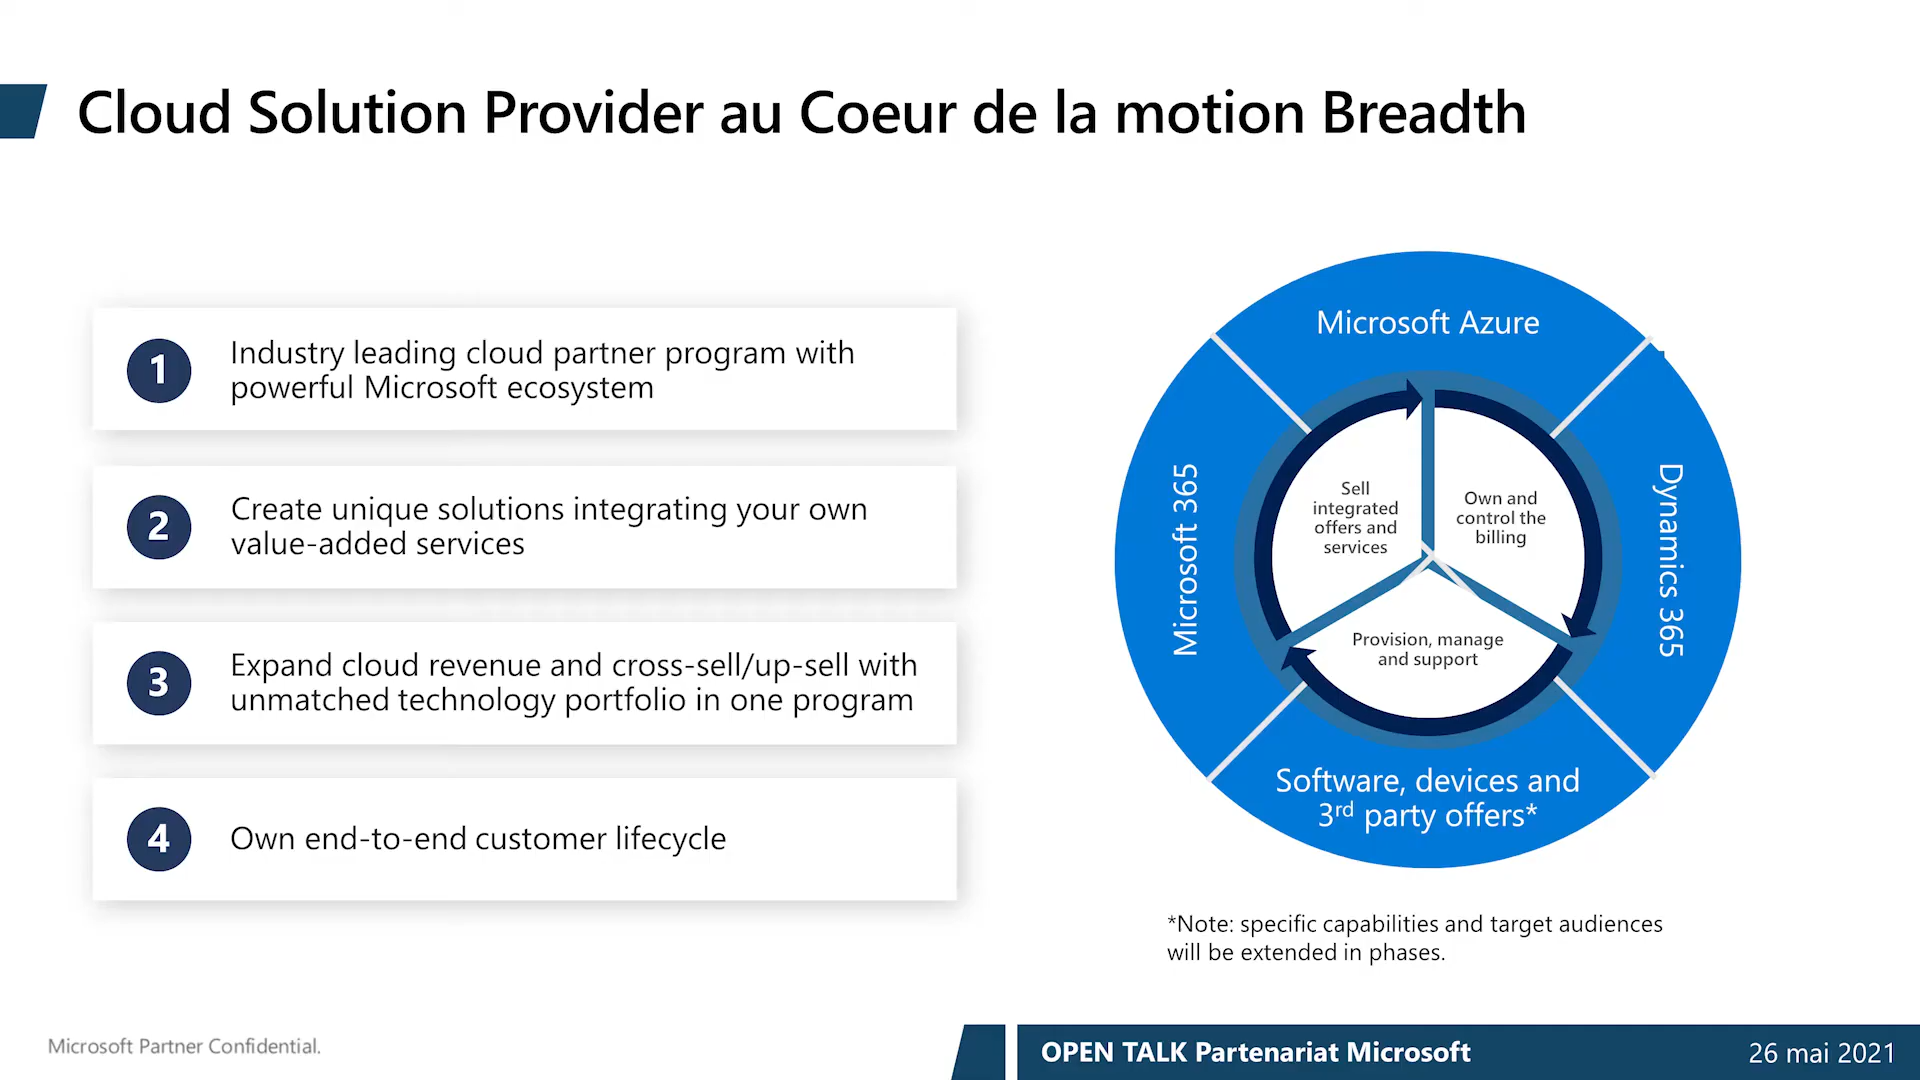 Cloud Solution Provider au Coeur de la motion Breadth
1
Industry leading cloud partner program with
powerful Microsoft ecosystem
2
Create unique solutions integrating your own
value-added services
3
Expand cloud revenue and cross-sell/up-sell with
unmatched technology portfolio in one program
4
Own end-to-end customer lifecycle
Microsoft Azure
Microsoft 365
Dynamics 365
Sell
integrated
offers and
services
Own and
control the
billing
Provision, manage
and support
Software, devices and
3rd party offers*
*Note: specific capabilities and target audiences
will be extended in phases.
Microsoft Partner Confidential.
OPEN TALK Partenariat Microsoft
26 mai 2021